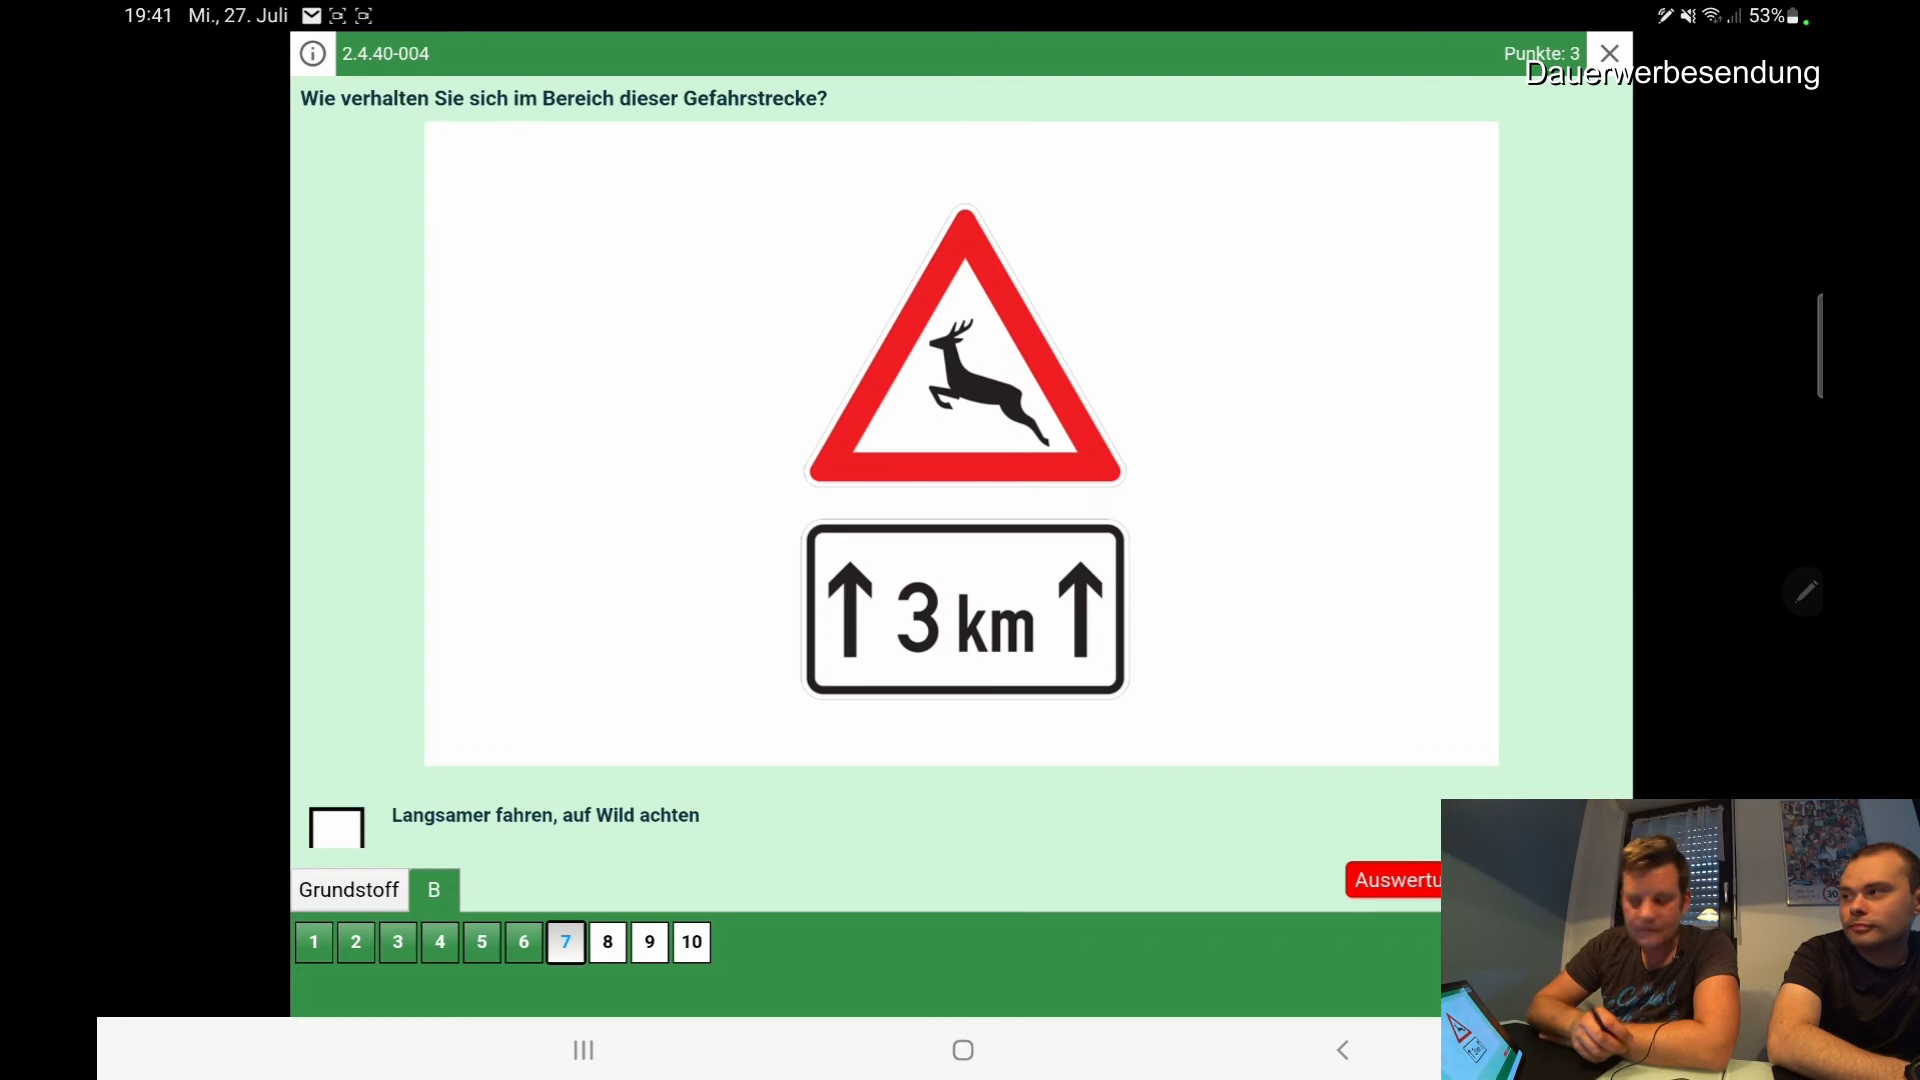 19:41 Mi., 27. Juli
53%
2.4.40-004
Punkte: 3
Dauerwerbesendung
Wie verhalten Sie sich im Bereich dieser Gefahrstrecke?
3 km
Langsamer fahren, auf Wild achten
Grundstoff
B
Auswertu
1
2
3
4
5
6
7
8
9
10
30